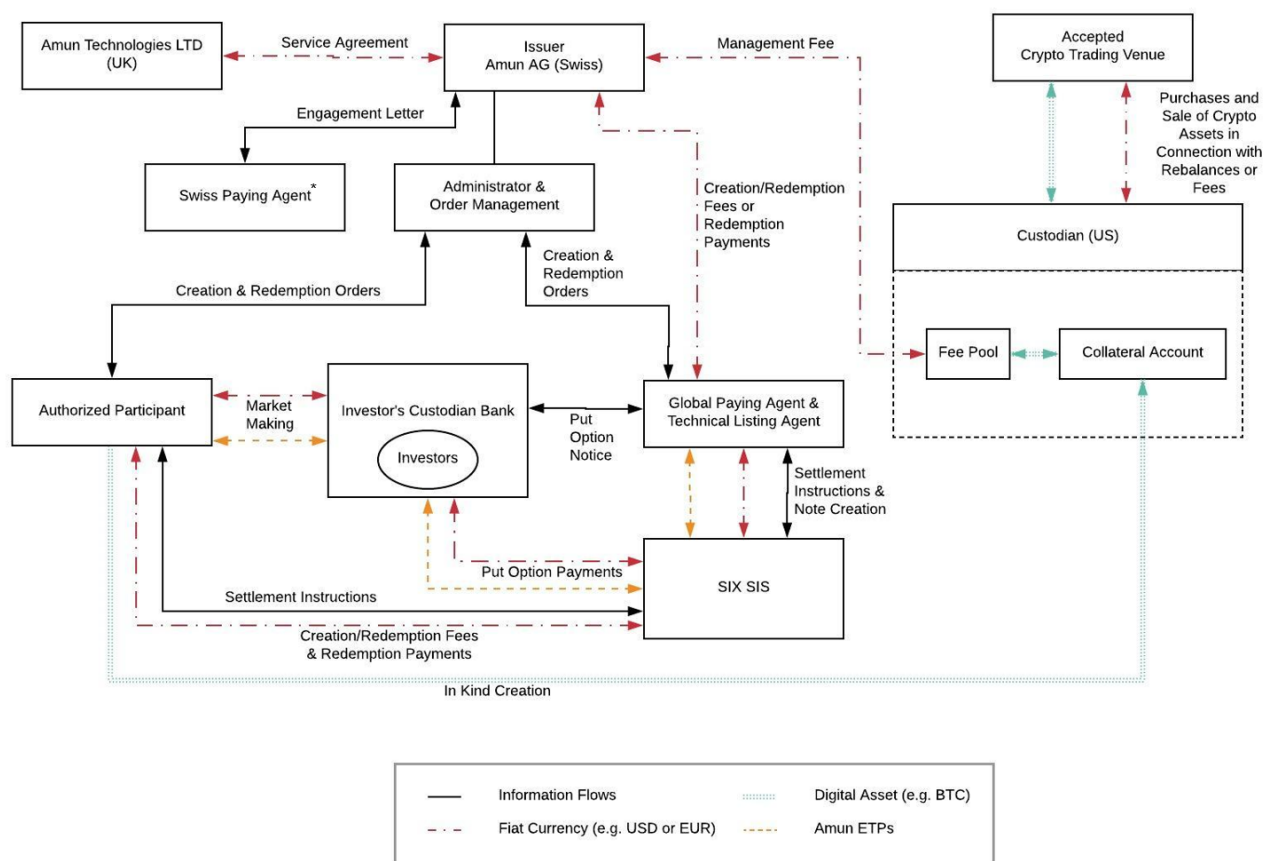 Amun Technologies LTD
(UK)
Service Agreement
Issuer
Amun AG (Swiss)
Management Fee
Accepted
Crypto Trading Venue
Engagement Letter
Purchases and
Sale of Crypto
Assets in
Connection with
Rebalances or
Fees
Swiss Paying Agent*
Administrator &
Order Management
Creation/Redemption
Fees or
Redemption
Payments
Custodian (US)
Creation &
Redemption
Orders
Creation & Redemption Orders
Fee Pool
Collateral Account
Authorized Participant
Market
Making
Investor's Custodian Bank
Investors
Put
Option
Notice
Global Paying Agent &
Technical Listing Agent
Settlement
Instructions &
Note Creation
Put Option Payments
SIX SIS
Settlement Instructions
Creation/Redemption Fees
& Redemption Payments
In Kind Creation
Information Flows
Digital Asset (e.g. BTC)
Fiat Currency (e.g. USD or EUR)
Amun ETPs